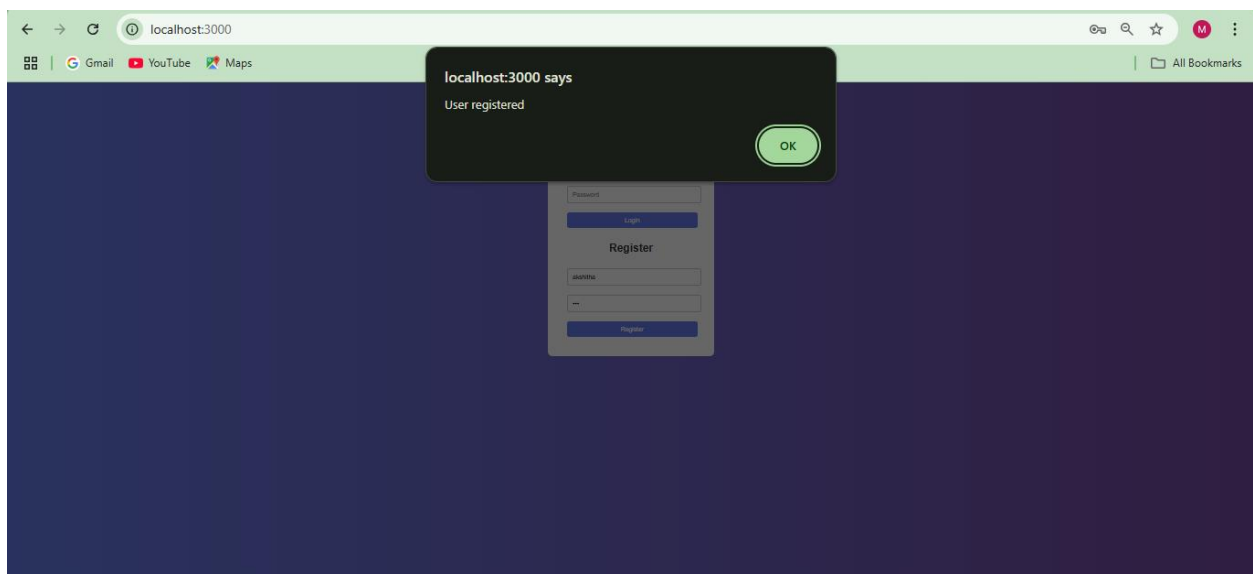 localhost:3000
Gmail YouTube Maps All Bookmarks
localhost:3000 says
User registered
OK
Password
Login
Register
akshitha
Register
M